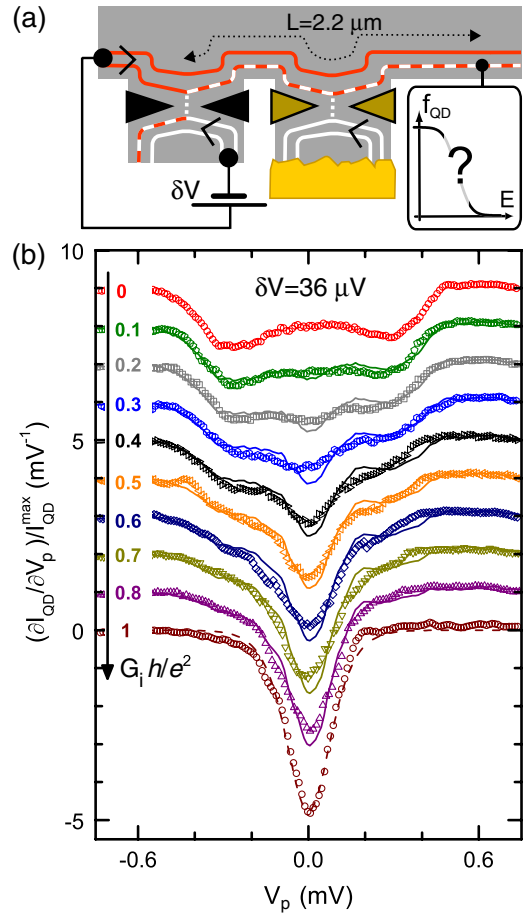 (a)
L=2.2 μm
f_QD
?
E
δV
(b)
10
δV=36 μV
0
0.1
0.2
0.3
0.4
0.5
0.6
0.7
0.8
1
G_i h/e^2
5
0
-5
(∂I_QD/∂V_p)/I_QD^max (mV^-1)
-0.6
0.0
0.6
V_p (mV)